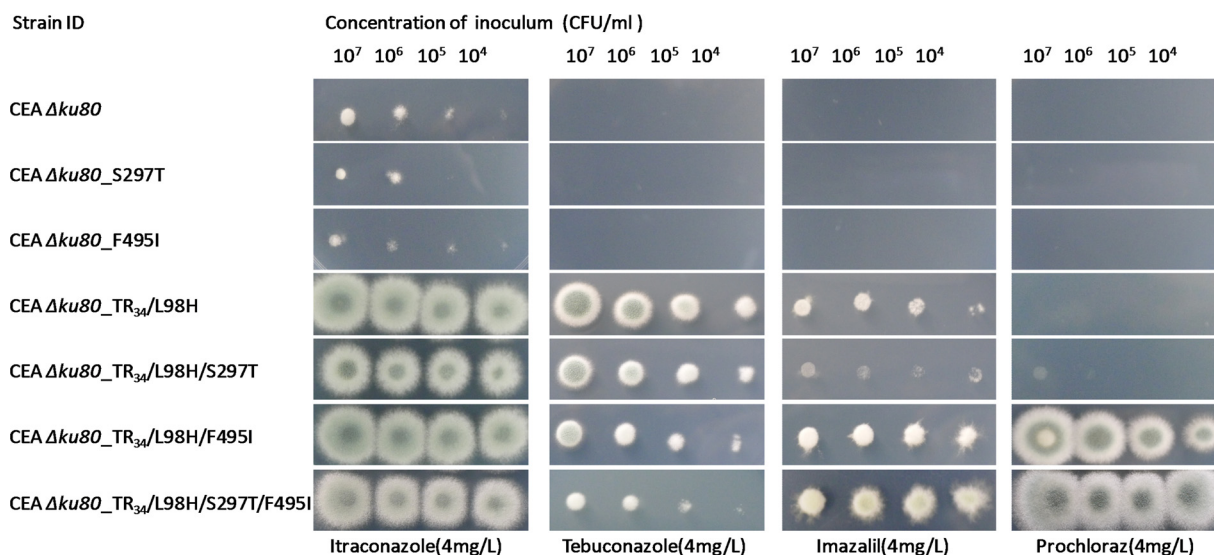 Strain ID Concentration of inoculum (CFU/ml )
10⁷ 10⁶ 10⁵ 10⁴ 10⁷ 10⁶ 10⁵ 10⁴ 10⁷ 10⁶ 10⁵ 10⁴ 10⁷ 10⁶ 10⁵ 10⁴
CEA Δku80
CEA Δku80_S297T
CEA Δku80_F495I
CEA Δku80_TR₃₄/L98H
CEA Δku80_TR₃₄/L98H/S297T
CEA Δku80_TR₃₄/L98H/F495I
CEA Δku80_TR₃₄/L98H/S297T/F495I
Itraconazole(4mg/L) Tebuconazole(4mg/L) Imazalil(4mg/L) Prochloraz(4mg/L)